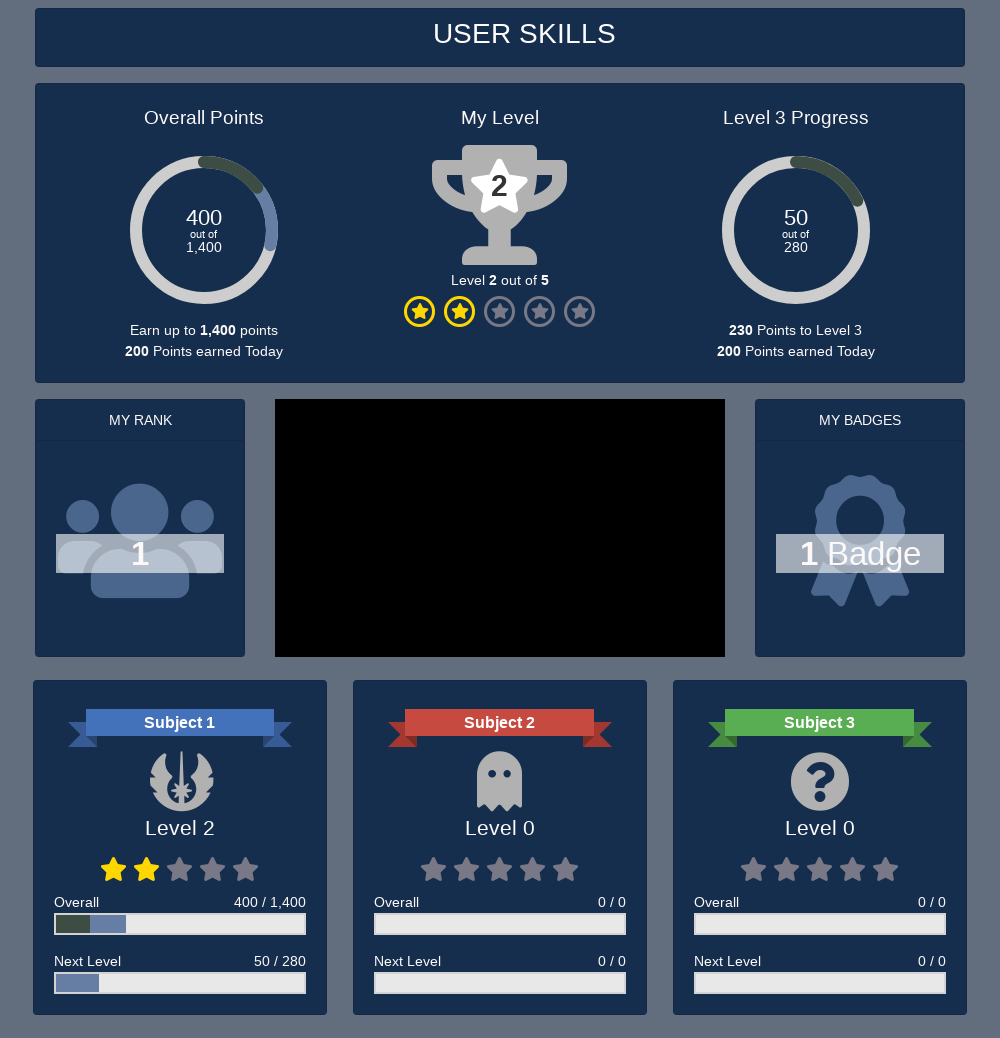 USER SKILLS
Overall Points
400
out of
1,400
Earn up to 1,400 points
200 Points earned Today
My Level
2
Level 2 out of 5
Level 3 Progress
50
out of
280
230 Points to Level 3
200 Points earned Today
MY RANK
1
MY BADGES
1 Badge
Subject 1
Level 2
Overall 400 / 1,400
Next Level 50 / 280
Subject 2
Level 0
Overall 0 / 0
Next Level 0 / 0
Subject 3
Level 0
Overall 0 / 0
Next Level 0 / 0